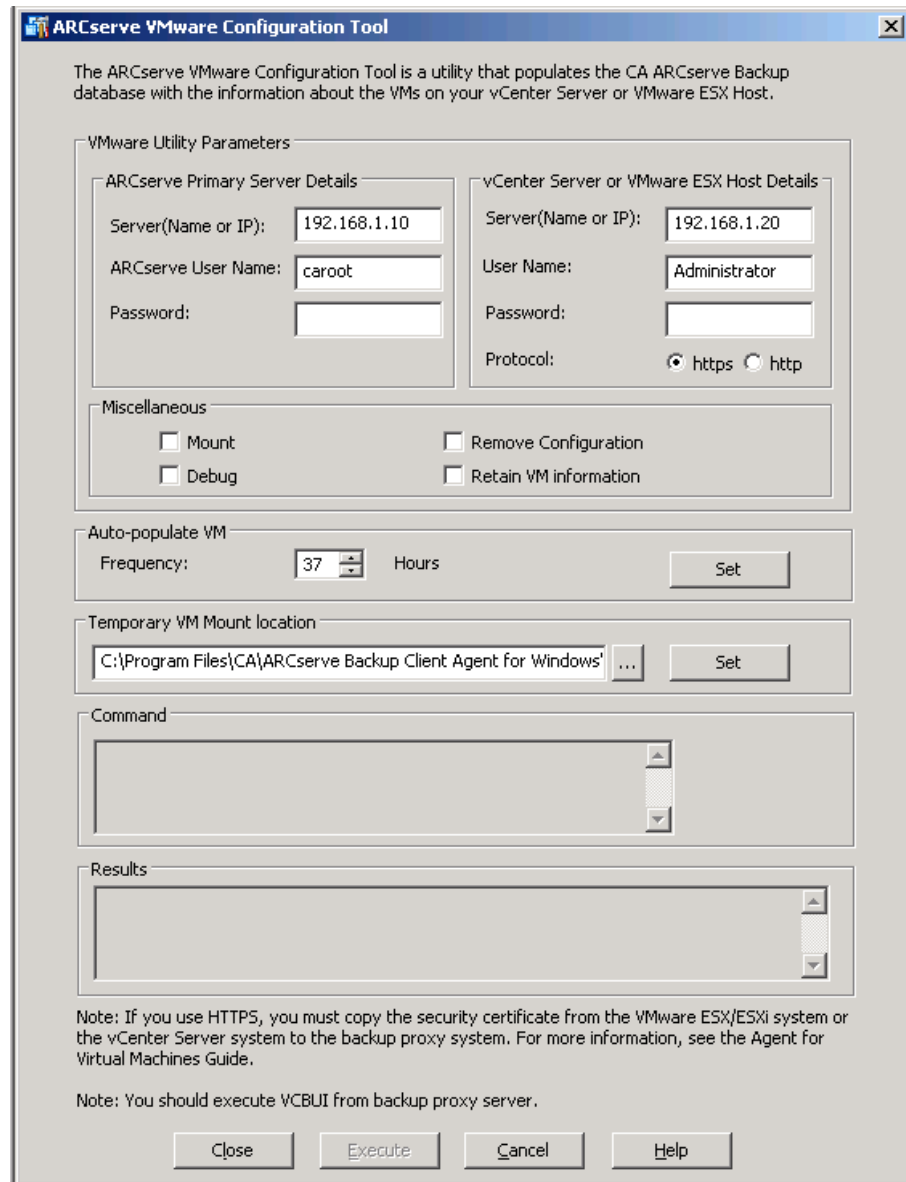 ARCserve VMware Configuration Tool
The ARCserve VMware Configuration Tool is a utility that populates the CA ARCserve Backup
database with the information about the VMs on your vCenter Server or VMware ESX Host.
VMware Utility Parameters
ARCserve Primary Server Details
Server(Name or IP): 192.168.1.10
ARCserve User Name: caroot
Password:
vCenter Server or VMware ESX Host Details
Server(Name or IP): 192.168.1.20
User Name: Administrator
Password:
Protocol: https http
Miscellaneous
Mount Remove Configuration
Debug Retain VM information
Auto-populate VM
Frequency: 37 Hours Set
Temporary VM Mount location
C:\Program Files\CA\ARCserve Backup Client Agent for Windows' ... Set
Command
Results
Note: If you use HTTPS, you must copy the security certificate from the VMware ESX/ESXi system or
the vCenter Server system to the backup proxy system. For more information, see the Agent for
Virtual Machines Guide.
Note: You should execute VCBUI from backup proxy server.
Close Execute Cancel Help